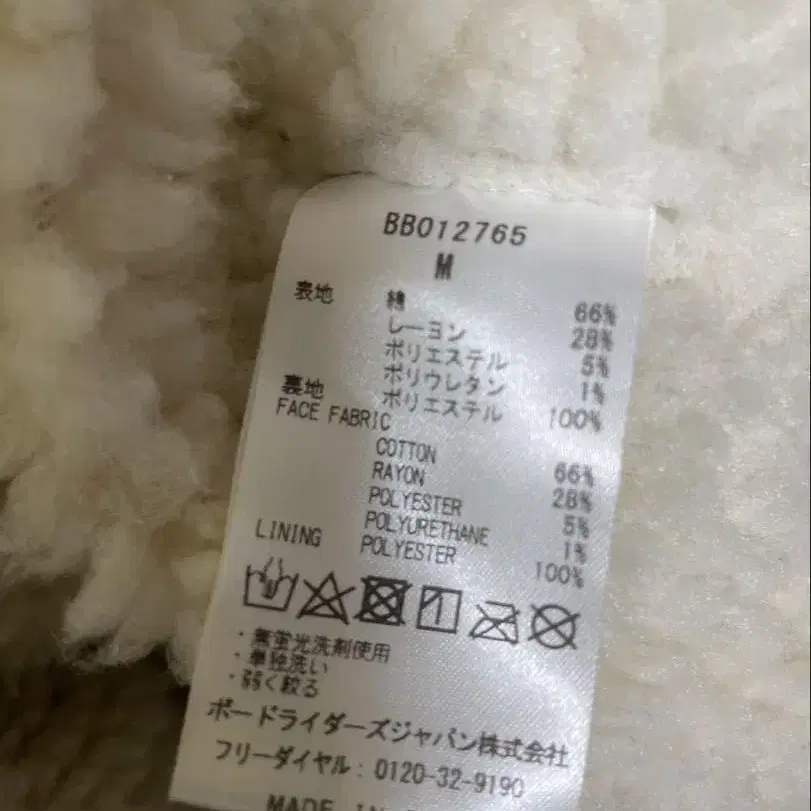 BB012765
M
表地 綿 66%
レーヨン 28%
ポリエステル 5%
ポリウレタン 1%
裏地 ポリエステル 100%
FACE FABRIC
COTTON 66%
RAYON 28%
POLYESTER 5%
POLYURETHANE 1%
LINING POLYESTER 100%
・無蛍光洗剤使用
・単独洗い
・弱く絞る
ボードライダーズジャパン株式会社
フリーダイヤル：0120-32-9190
MADE IN